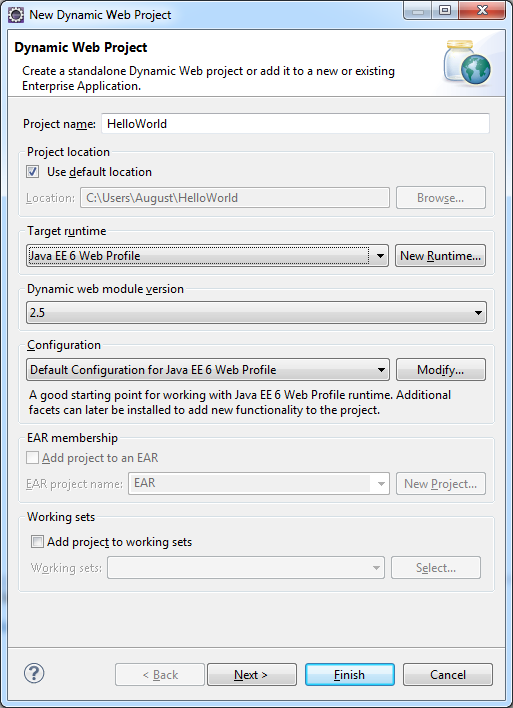 New Dynamic Web Project
Dynamic Web Project
Create a standalone Dynamic Web project or add it to a new or existing
Enterprise Application.
Project name: HelloWorld
Project location
Use default location
Location: C:\Users\August\HelloWorld Browse...
Target runtime
Java EE 6 Web Profile New Runtime...
Dynamic web module version
2.5
Configuration
Default Configuration for Java EE 6 Web Profile Modify...
A good starting point for working with Java EE 6 Web Profile runtime. Additional
facets can later be installed to add new functionality to the project.
EAR membership
Add project to an EAR
EAR project name: EAR New Project...
Working sets
Add project to working sets
Working sets: Select...
? < Back Next > Finish Cancel